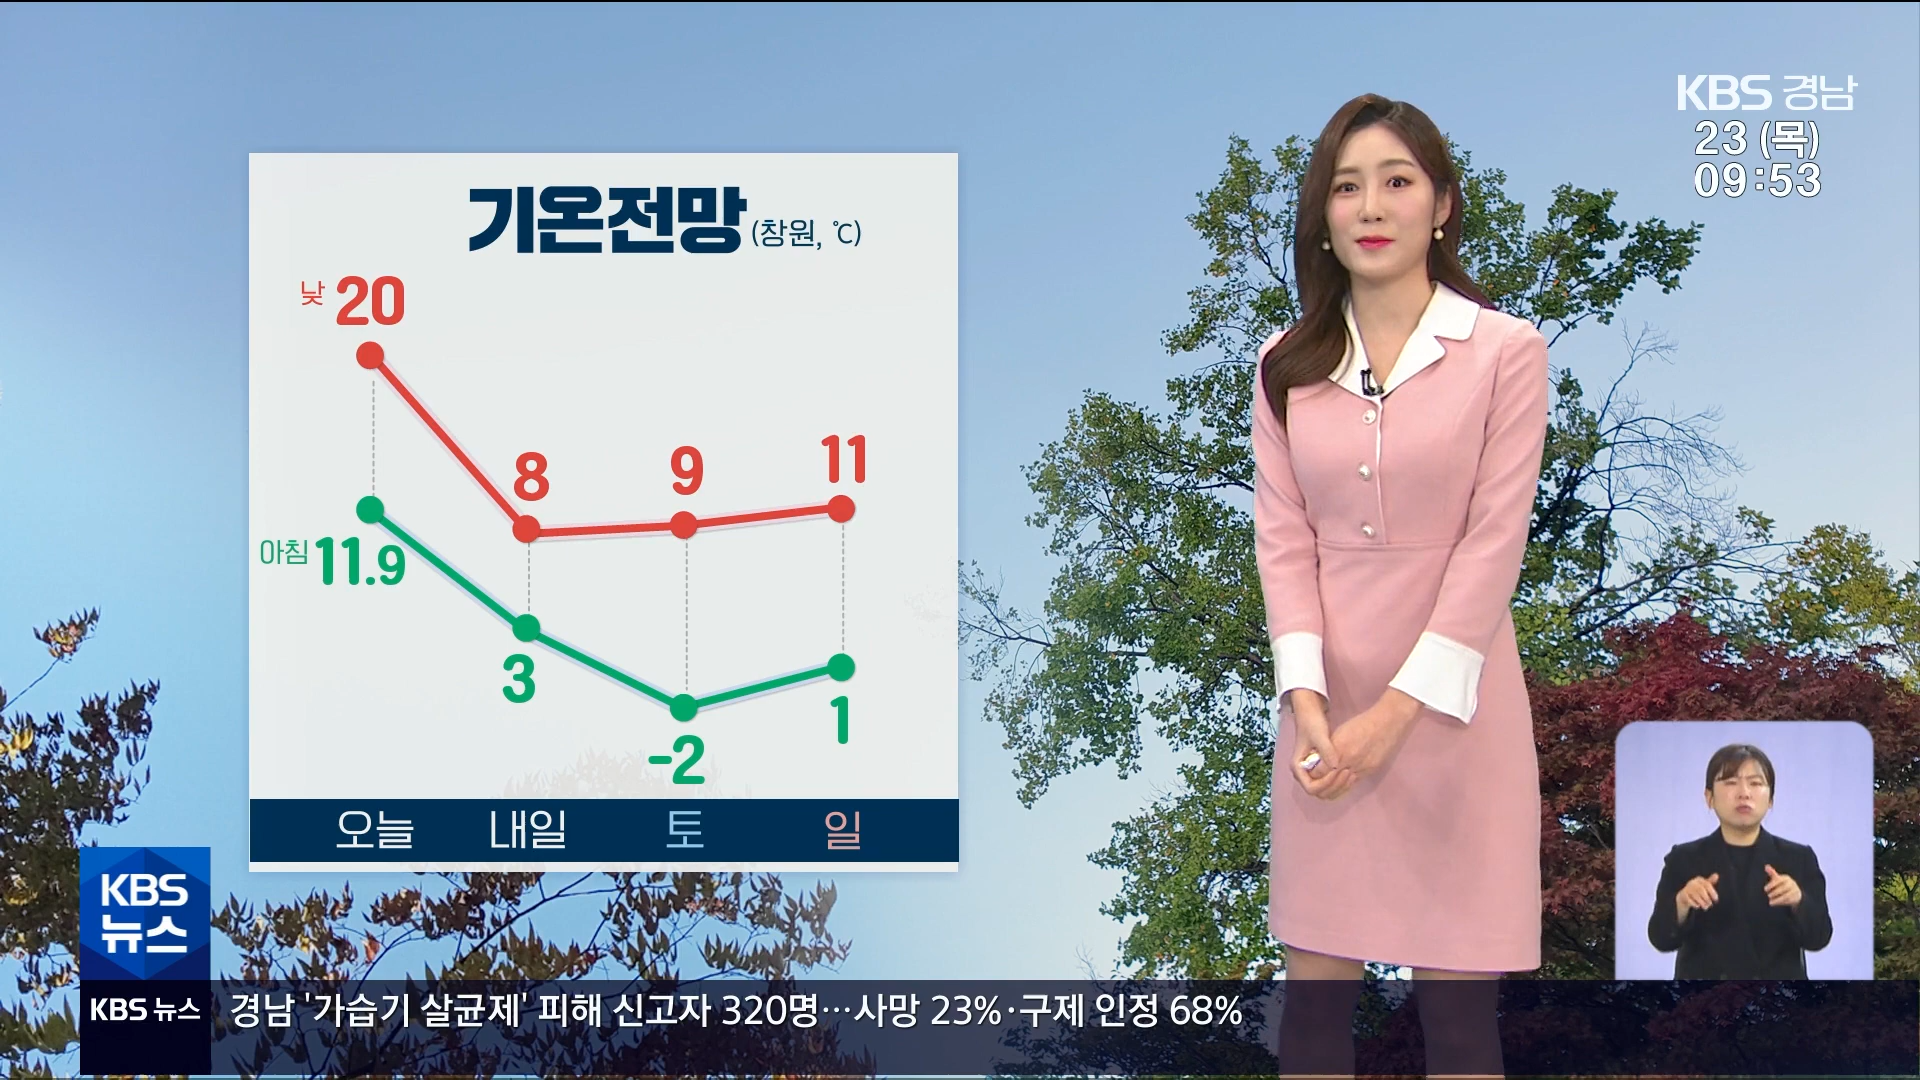 KBS 경남
23 (목)
09:53
기온전망 (창원, ℃)
낮 20
8
9
11
아침 11.9
3
-2
1
오늘 내일 토 일
KBS
뉴스
KBS 뉴스
경남 '가습기 살균제' 피해 신고자 320명…사망 23%·구제 인정 68%